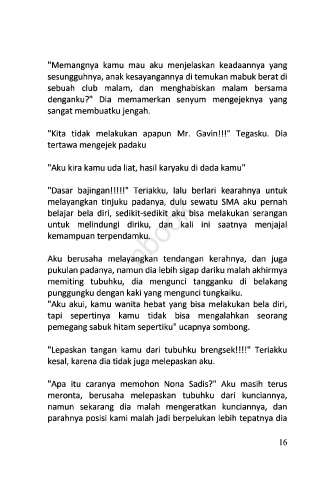 "Memangnya kamu mau aku menjelaskan keadaannya yang
sesungguhnya, anak kesayangannya di temukan mabuk berat di
sebuah club malam, dan menghabiskan malam bersama
denganku?" Dia memamerkan senyum mengejeknya yang
sangat membuatku jengah.
"Kita tidak melakukan apapun Mr. Gavin!!!" Tegasku. Dia
tertawa mengejek padaku
"Aku kira kamu uda liat, hasil karyaku di dada kamu"
"Dasar bajingan!!!!!" Teriakku, lalu berlari kearahnya untuk
melayangkan tinjuku padanya, dulu sewatu SMA aku pernah
belajar bela diri, sedikit-sedikit aku bisa melakukan serangan
untuk melindungi diriku, dan kali ini saatnya menjajal
kemampuan terpendamku.
Aku berusaha melayangkan tendangan kerahnya, dan juga
pukulan padanya, namun dia lebih sigap dariku malah akhirmya
memiting tubuhku, dia mengunci tangganku di belakang
punggungku dengan kaki yang mengunci tungkaiku.
"Aku akui, kamu wanita hebat yang bisa melakukan bela diri,
tapi sepertinya kamu tidak bisa mengalahkan seorang
pemegang sabuk hitam sepertiku" ucapnya sombong.
"Lepaskan tangan kamu dari tubuhku brengsek!!!!" Teriakku
kesal, karena dia tidak juga melepaskan aku.
"Apa itu caranya memohon Nona Sadis?" Aku masih terus
meronta, berusaha melepaskan tubuhku dari kunciannya,
namun sekarang dia malah mengeratkan kunciannya, dan
parahnya posisi kami malah jadi berpelukan lebih tepatnya dia
16